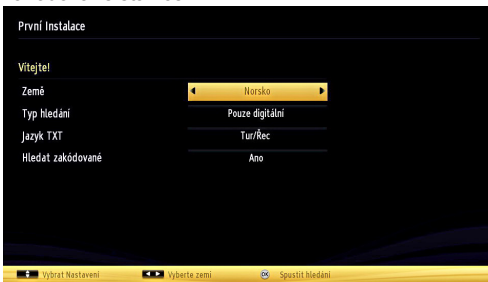 První Instalace
Vítejte!
Země Norsko
Typ hledání Pouze digitální
Jazyk TXT Tur/Řec
Hledat zakódované Ano
Vybrat Nastavení Vyberte zemi OK Spustit hledání